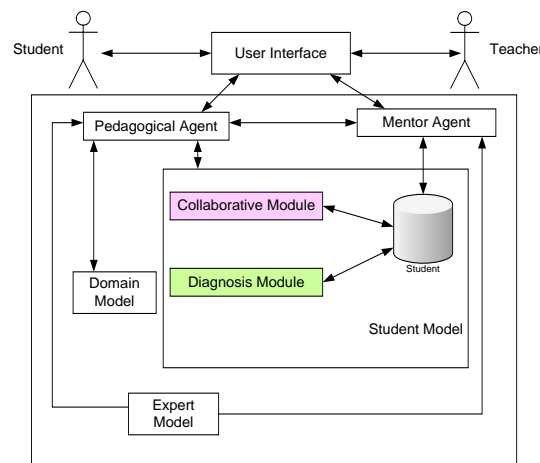 Student
User Interface
Teacher
Pedagogical Agent
Mentor Agent
Collaborative Module
Student
Diagnosis Module
Domain
Model
Student Model
Expert
Model